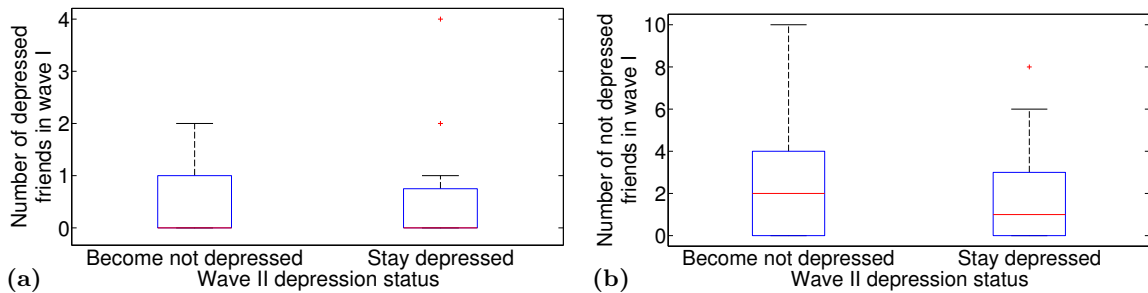 Number of depressed
friends in wave I
4
3
2
1
0
Become not depressed
Stay depressed
Wave II depression status
(a)
Number of not depressed
friends in wave I
10
8
6
4
2
0
Become not depressed
Stay depressed
Wave II depression status
(b)